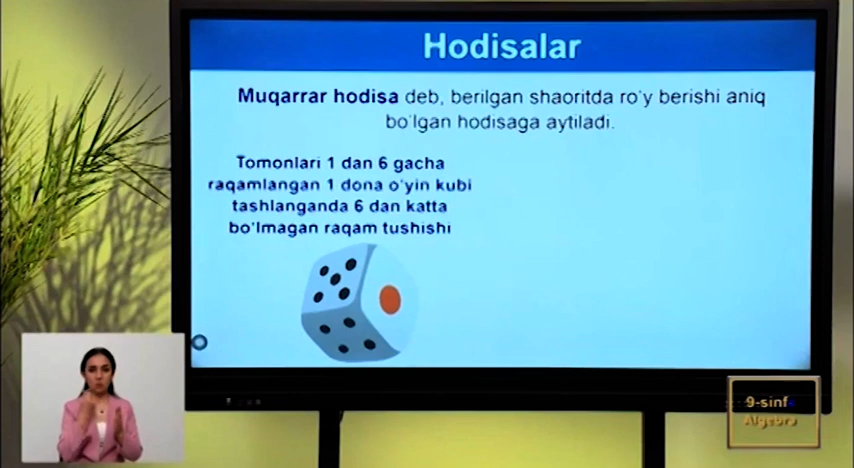 Hodisalar
Muqarrar hodisa deb, berilgan shaoritda ro'y berishi aniq
bo'lgan hodisaga aytiladi.
Tomonlari 1 dan 6 gacha
raqamlangan 1 dona o'yin kubi
tashlanganda 6 dan katta
bo'lmagan raqam tushishi
9-sinf
Algebra